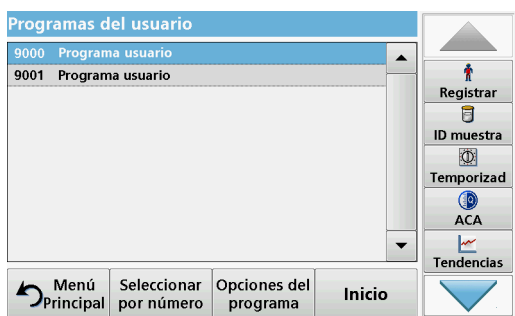 Programas del usuario
9000 Programa usuario
9001 Programa usuario
Registrar
ID muestra
Temporizad
ACA
Tendencias
Menú
Principal
Seleccionar
por número
Opciones del
programa
Inicio